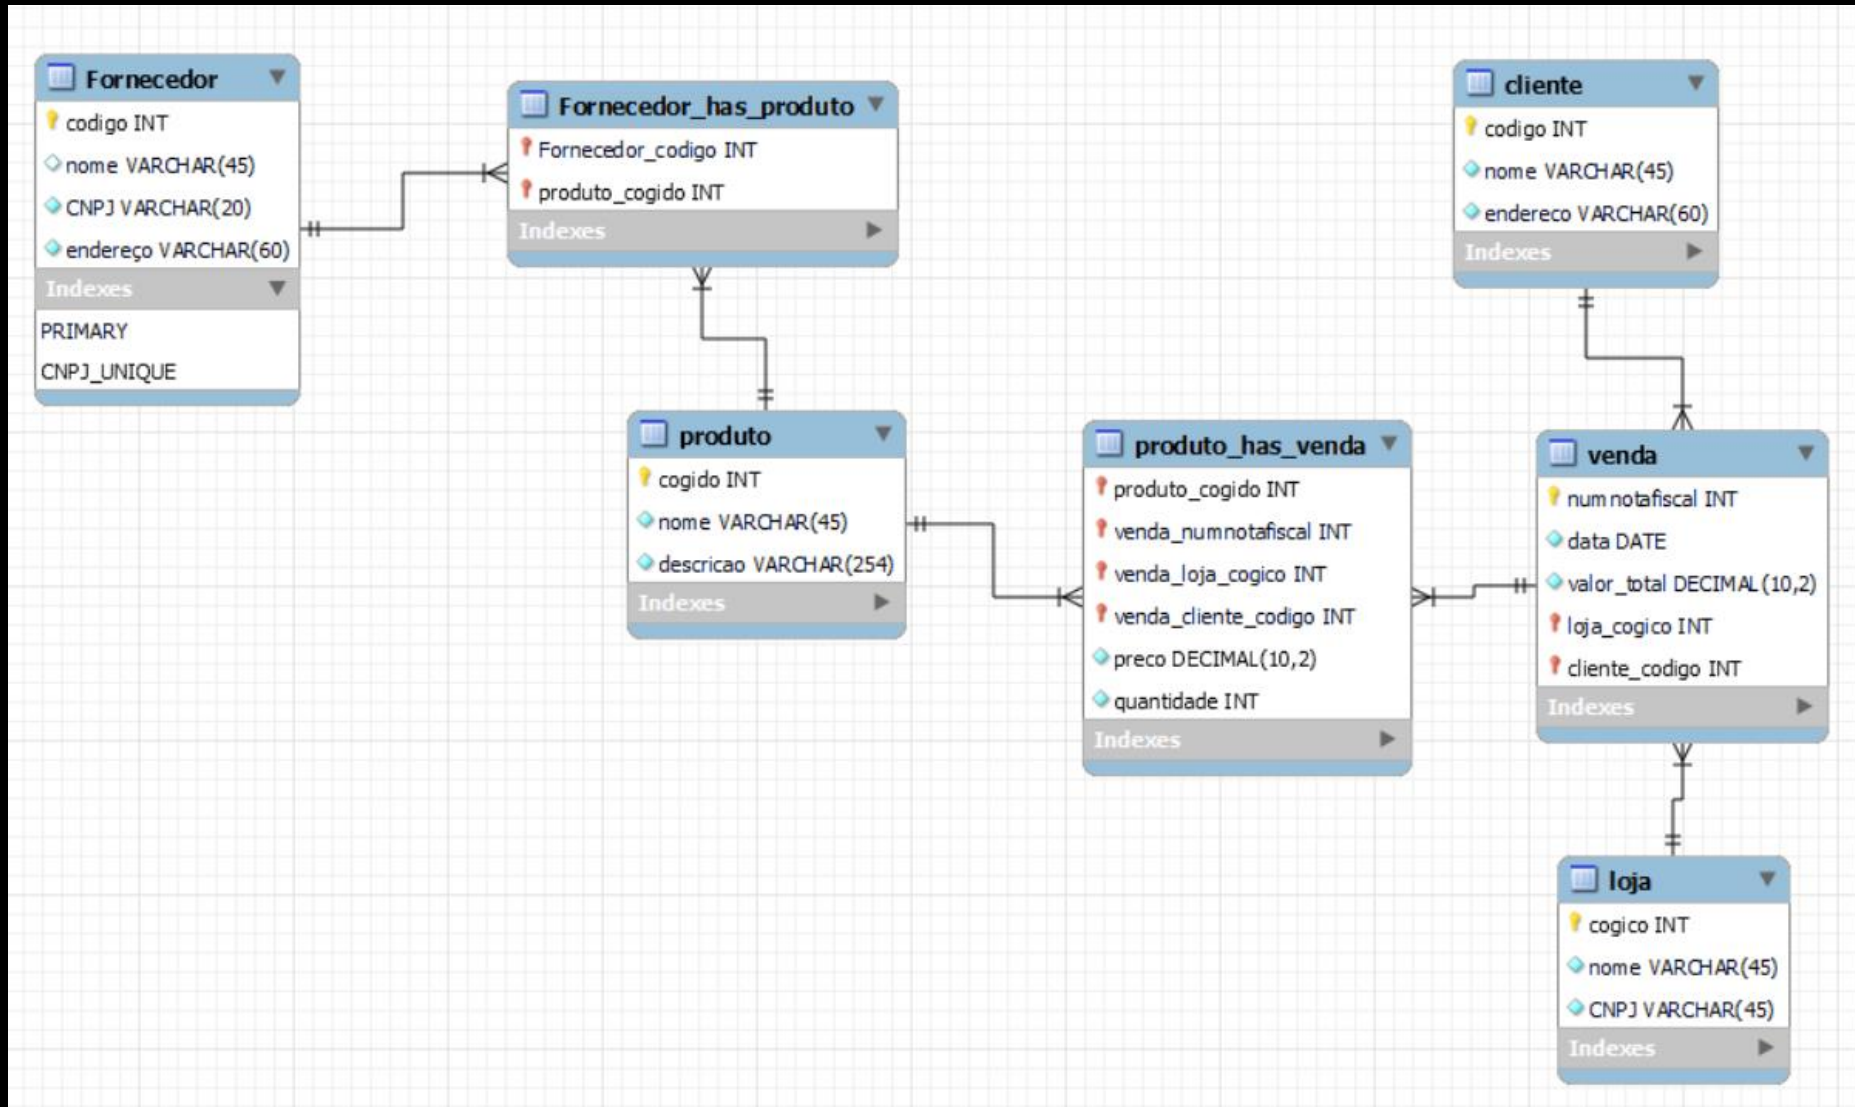 Fornecedor
codigo INT
nome VARCHAR(45)
CNPJ VARCHAR(20)
endereço VARCHAR(60)
Indexes
PRIMARY
CNPJ_UNIQUE
Fornecedor_has_produto
Fornecedor_codigo INT
produto_cogido INT
Indexes
cliente
codigo INT
nome VARCHAR(45)
endereco VARCHAR(60)
Indexes
produto
cogido INT
nome VARCHAR(45)
descricao VARCHAR(254)
Indexes
produto_has_venda
produto_cogido INT
venda_numnotafiscal INT
venda_loja_cogico INT
venda_cliente_codigo INT
preco DECIMAL(10,2)
quantidade INT
Indexes
venda
numnotafiscal INT
data DATE
valor_total DECIMAL(10,2)
loja_cogico INT
cliente_codigo INT
Indexes
loja
cogico INT
nome VARCHAR(45)
CNPJ VARCHAR(45)
Indexes